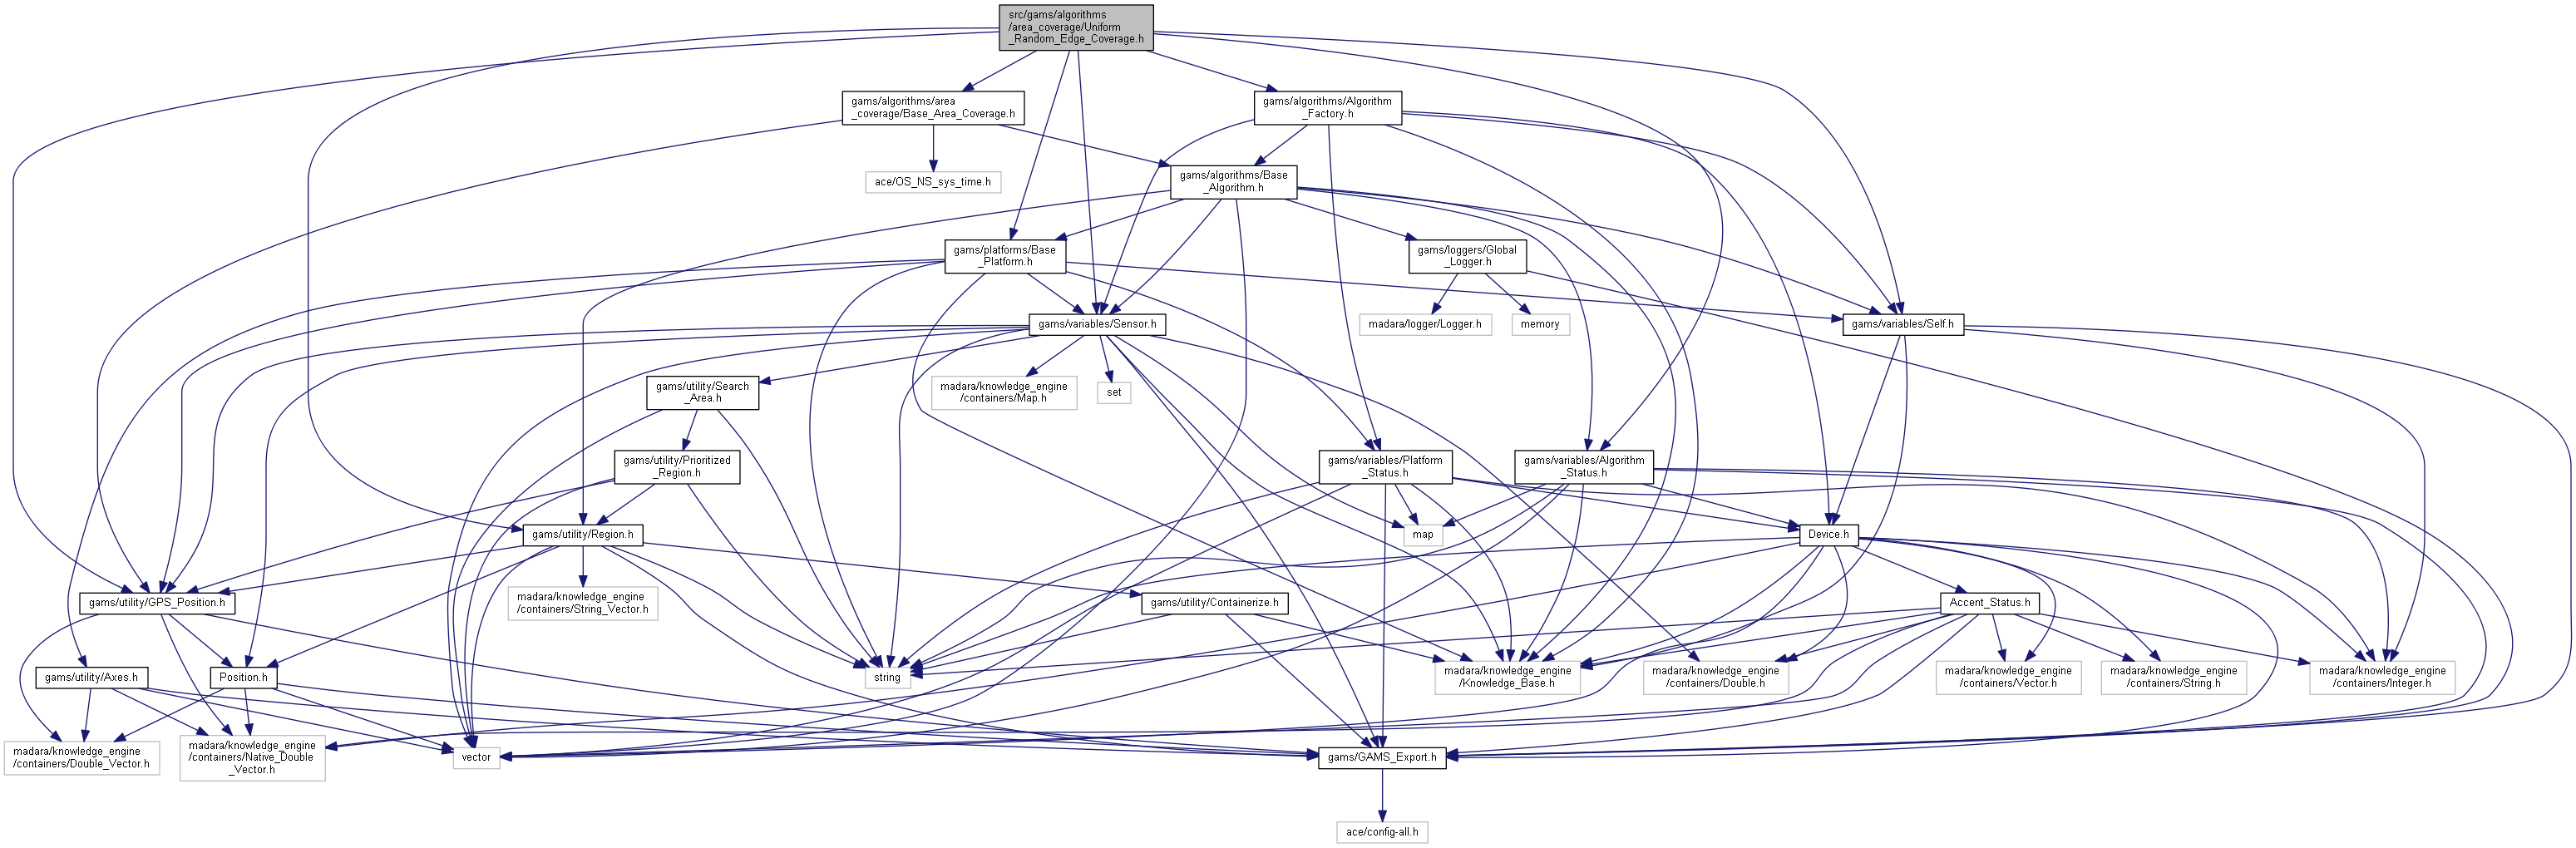 src/gams/algorithms
/area_coverage/Uniform
_Random_Edge_Coverage.h
gams/algorithms/area
_coverage/Base_Area_Coverage.h
gams/algorithms/Algorithm
_Factory.h
ace/OS_NS_sys_time.h
gams/algorithms/Base
_Algorithm.h
gams/platforms/Base
_Platform.h
gams/loggers/Global
_Logger.h
gams/variables/Sensor.h
madara/logger/Logger.h
memory
gams/variables/Self.h
gams/utility/Search
_Area.h
madara/knowledge_engine
/containers/Map.h
set
gams/utility/Prioritized
_Region.h
gams/variables/Platform
_Status.h
gams/variables/Algorithm
_Status.h
gams/utility/Region.h
map
Device.h
gams/utility/GPS_Position.h
madara/knowledge_engine
/containers/String_Vector.h
gams/utility/Containerize.h
Accent_Status.h
gams/utility/Axes.h
Position.h
string
madara/knowledge_engine
/Knowledge_Base.h
madara/knowledge_engine
/containers/Double.h
madara/knowledge_engine
/containers/Vector.h
madara/knowledge_engine
/containers/String.h
madara/knowledge_engine
/containers/Integer.h
madara/knowledge_engine
/containers/Double_Vector.h
madara/knowledge_engine
/containers/Native_Double
_Vector.h
vector
gams/GAMS_Export.h
ace/config-all.h